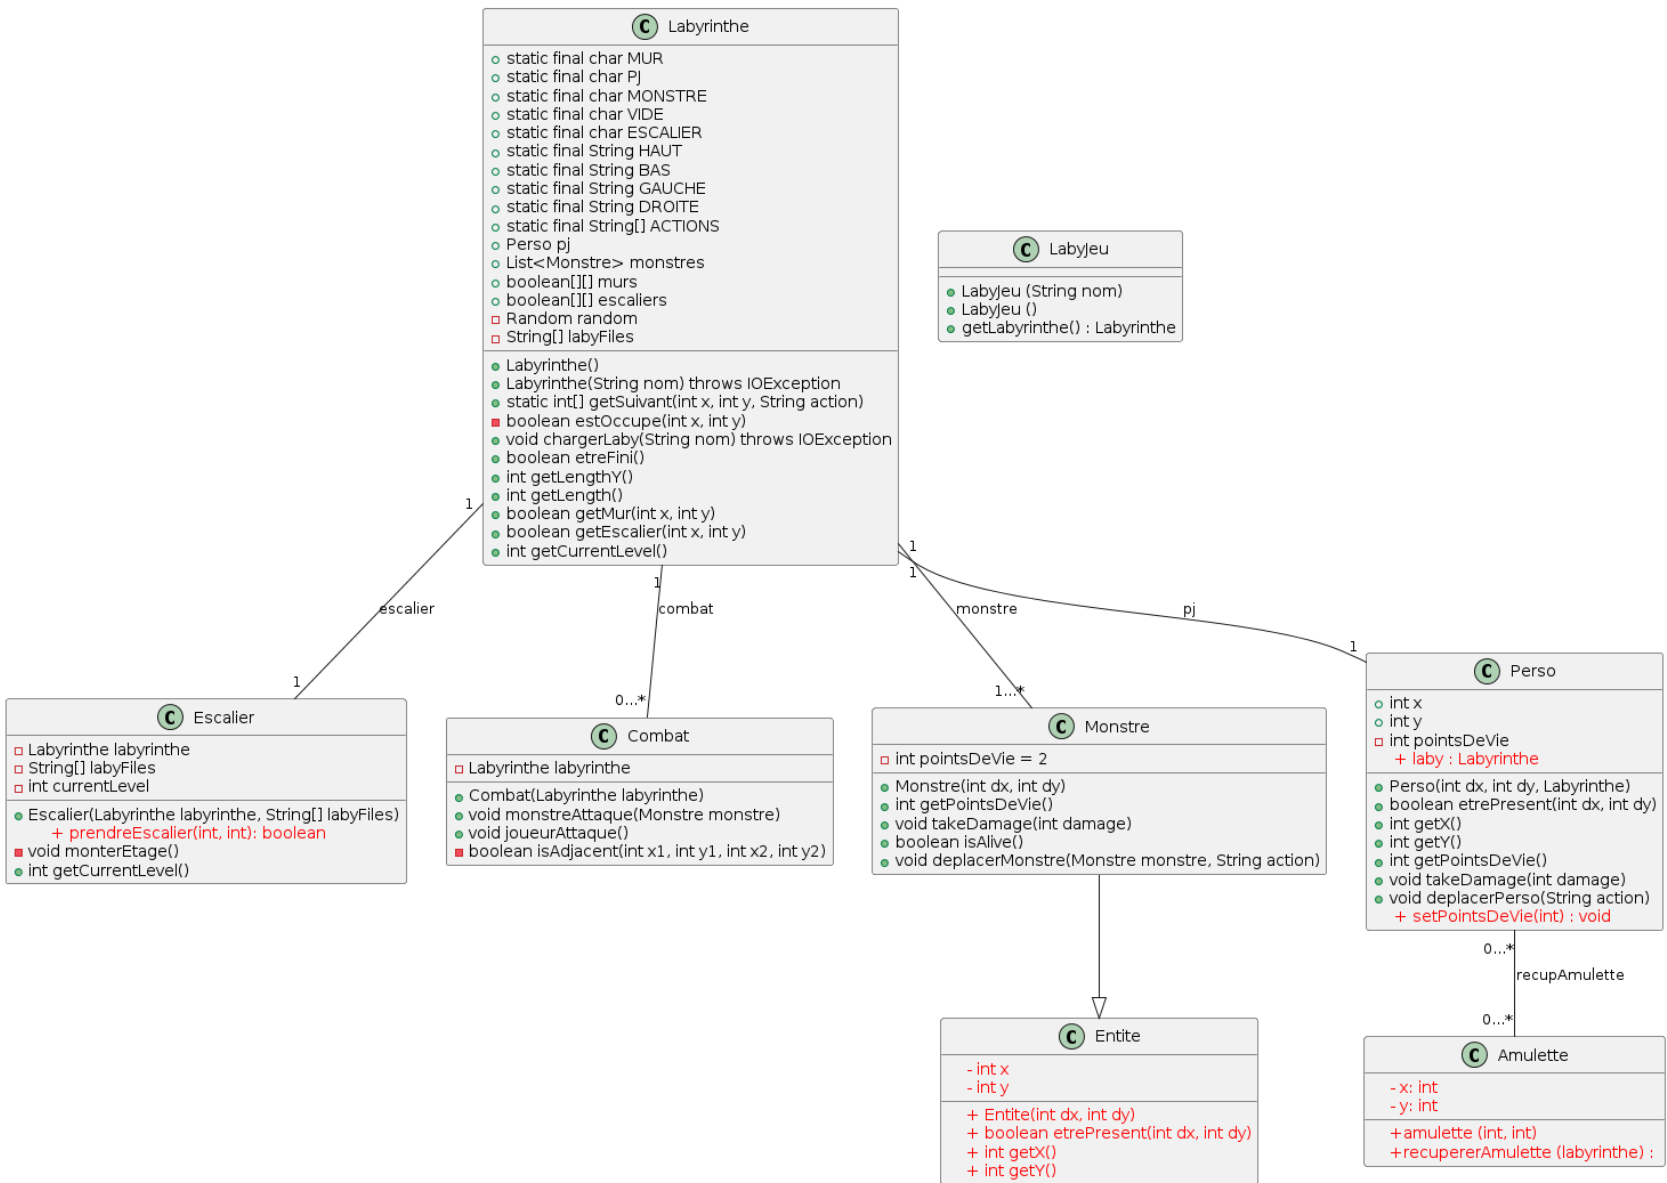 C Labyrinthe
static final char MUR
static final char PJ
static final char MONSTRE
static final char VIDE
static final char ESCALIER
static final String HAUT
static final String BAS
static final String GAUCHE
static final String DROITE
static final String[] ACTIONS
Perso pj
List<Monstre> monstres
boolean[][] murs
boolean[][] escaliers
Random random
String[] labyFiles
Labyrinthe()
Labyrinthe(String nom) throws IOException
static int[] getSuivant(int x, int y, String action)
boolean estOccupe(int x, int y)
void chargerLaby(String nom) throws IOException
boolean etreFini()
int getLengthY()
int getLength()
boolean getMur(int x, int y)
boolean getEscalier(int x, int y)
int getCurrentLevel()
C LabyJeu
LabyJeu (String nom)
LabyJeu ()
getLabyrinthe() : Labyrinthe
1
escalier
1
1
combat
0...*
1
monstre
1...*
1
pj
1
C Escalier
Labyrinthe labyrinthe
String[] labyFiles
int currentLevel
Escalier(Labyrinthe labyrinthe, String[] labyFiles)
+ prendreEscalier(int, int): boolean
void monterEtage()
int getCurrentLevel()
C Combat
Labyrinthe labyrinthe
Combat(Labyrinthe labyrinthe)
void monstreAttaque(Monstre monstre)
void joueurAttaque()
boolean isAdjacent(int x1, int y1, int x2, int y2)
C Monstre
int pointsDeVie = 2
Monstre(int dx, int dy)
int getPointsDeVie()
void takeDamage(int damage)
boolean isAlive()
void deplacerMonstre(Monstre monstre, String action)
C Perso
int x
int y
int pointsDeVie
+ laby : Labyrinthe
Perso(int dx, int dy, Labyrinthe)
boolean etrePresent(int dx, int dy)
int getX()
int getY()
int getPointsDeVie()
void takeDamage(int damage)
void deplacerPerso(String action)
+ setPointsDeVie(int) : void
0...*
recupAmulette
0...*
C Entite
- int x
- int y
+ Entite(int dx, int dy)
+ boolean etrePresent(int dx, int dy)
+ int getX()
+ int getY()
C Amulette
- x: int
- y: int
+amulette (int, int)
+recupererAmulette (labyrinthe) :